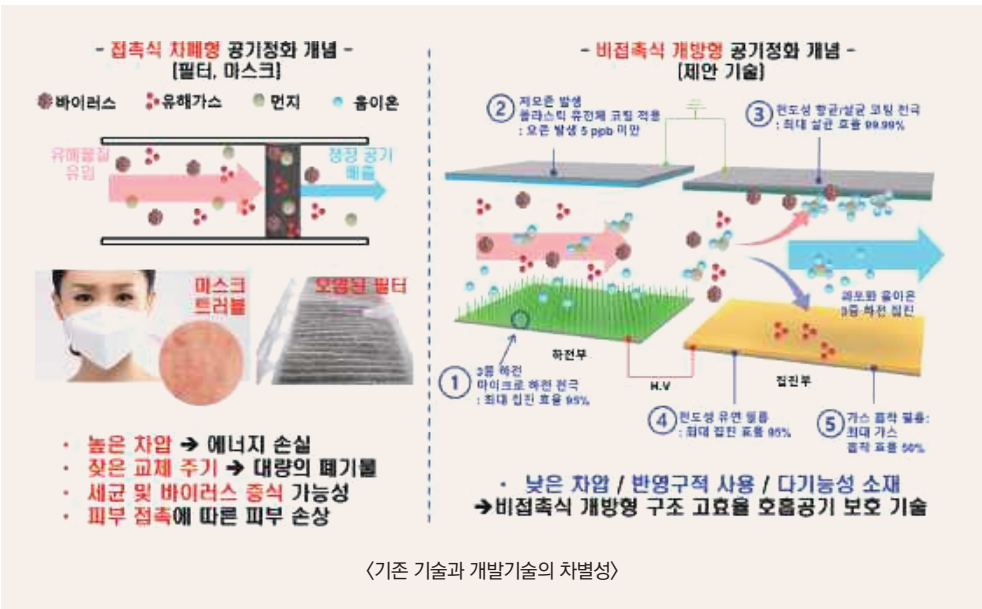 - 접촉식 차폐형 공기정화 개념 -
(필터, 마스크)
바이러스 유해가스 먼지 음이온
유해물질
유입
청정 공기
배출
마스크
트러블
오염된 필터
· 높은 차압 → 에너지 손실
· 잦은 교체 주기 → 대량의 폐기물
· 세균 및 바이러스 증식 가능성
· 피부 접촉에 따른 피부 손상
- 비접촉식 개방형 공기정화 개념 -
(제안 기술)
② 저오존 발생
플라스틱 유전체 코팅 적용
: 오존 발생 5 ppb 미만
③ 전도성 항균/살균 코팅 전극
: 최대 살균 효율 99.99%
과포화 음이온
3중 하전 집진
하전부
H.V
집진부
① 3중 하전
마이크로 하전 전극
: 최대 집진 효율 95%
④ 전도성 유연 필름
: 최대 집진 효율 95%
⑤ 가스 흡착 필름:
최대 가스
흡착 효율 50%
· 낮은 차압 / 반영구적 사용 / 다기능성 소재
→비접촉식 개방형 구조 고효율 호흡공기 보호 기술
〈기존 기술과 개발기술의 차별성〉